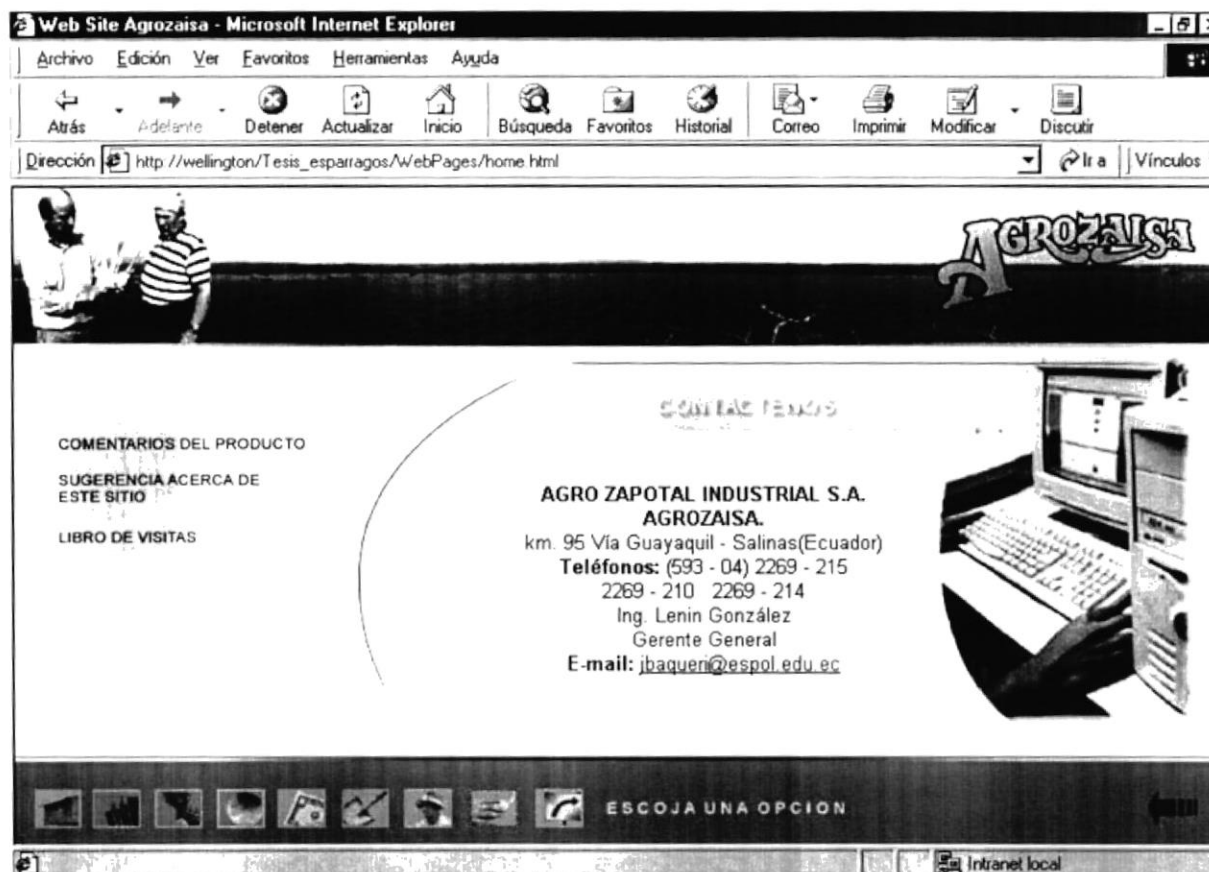 Web Site Agrozaisa - Microsoft Internet Explorer
Archivo Edición Ver Favoritos Herramientas Ayuda
Atrás Adelante Detener Actualizar Inicio Búsqueda Favoritos Historial Correo Imprimir Modificar Discutir
Dirección http://wellington/Tesis_esparragos/WebPages/home.html Ir a Vínculos
AGROZAISA
CONTACTENOS
COMENTARIOS DEL PRODUCTO
SUGERENCIA ACERCA DE
ESTE SITIO
LIBRO DE VISITAS
AGRO ZAPOTAL INDUSTRIAL S.A.
AGROZAISA.
km. 95 Vía Guayaquil - Salinas(Ecuador)
Teléfonos: (593 - 04) 2269 - 215
2269 - 210 2269 - 214
Ing. Lenin González
Gerente General
E-mail: jbaqueri@espol.edu.ec
ESCOJA UNA OPCION
Intranet local